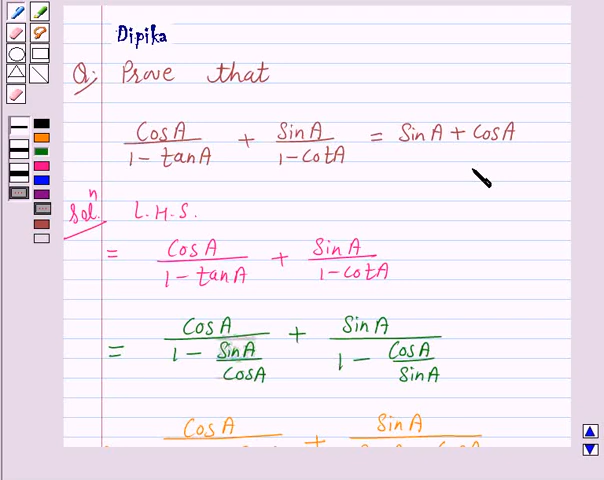 Dipika
Q: Prove that
CosA/(1 - tanA) + SinA/(1 - CotA) = SinA + CosA
Solⁿ. L.H.S.
= CosA/(1 - tanA) + SinA/(1 - CotA)
= CosA/(1 - SinA/CosA) + SinA/(1 - CosA/SinA)
CosA + SinA